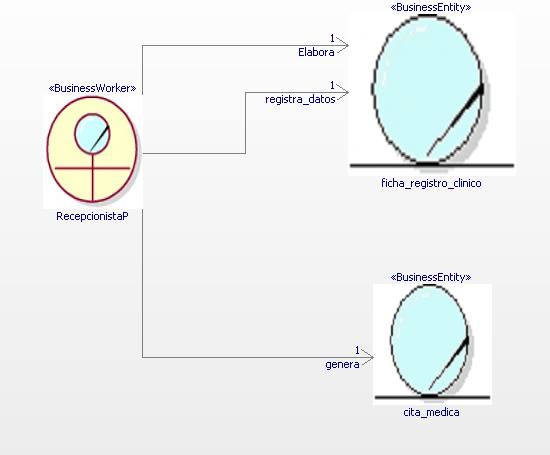 «BusinessEntity»
1
Elabora
«BusinessWorker»
1
registra_datos
ficha_registro_clinico
RecepcionistaP
«BusinessEntity»
1
genera
cita_medica